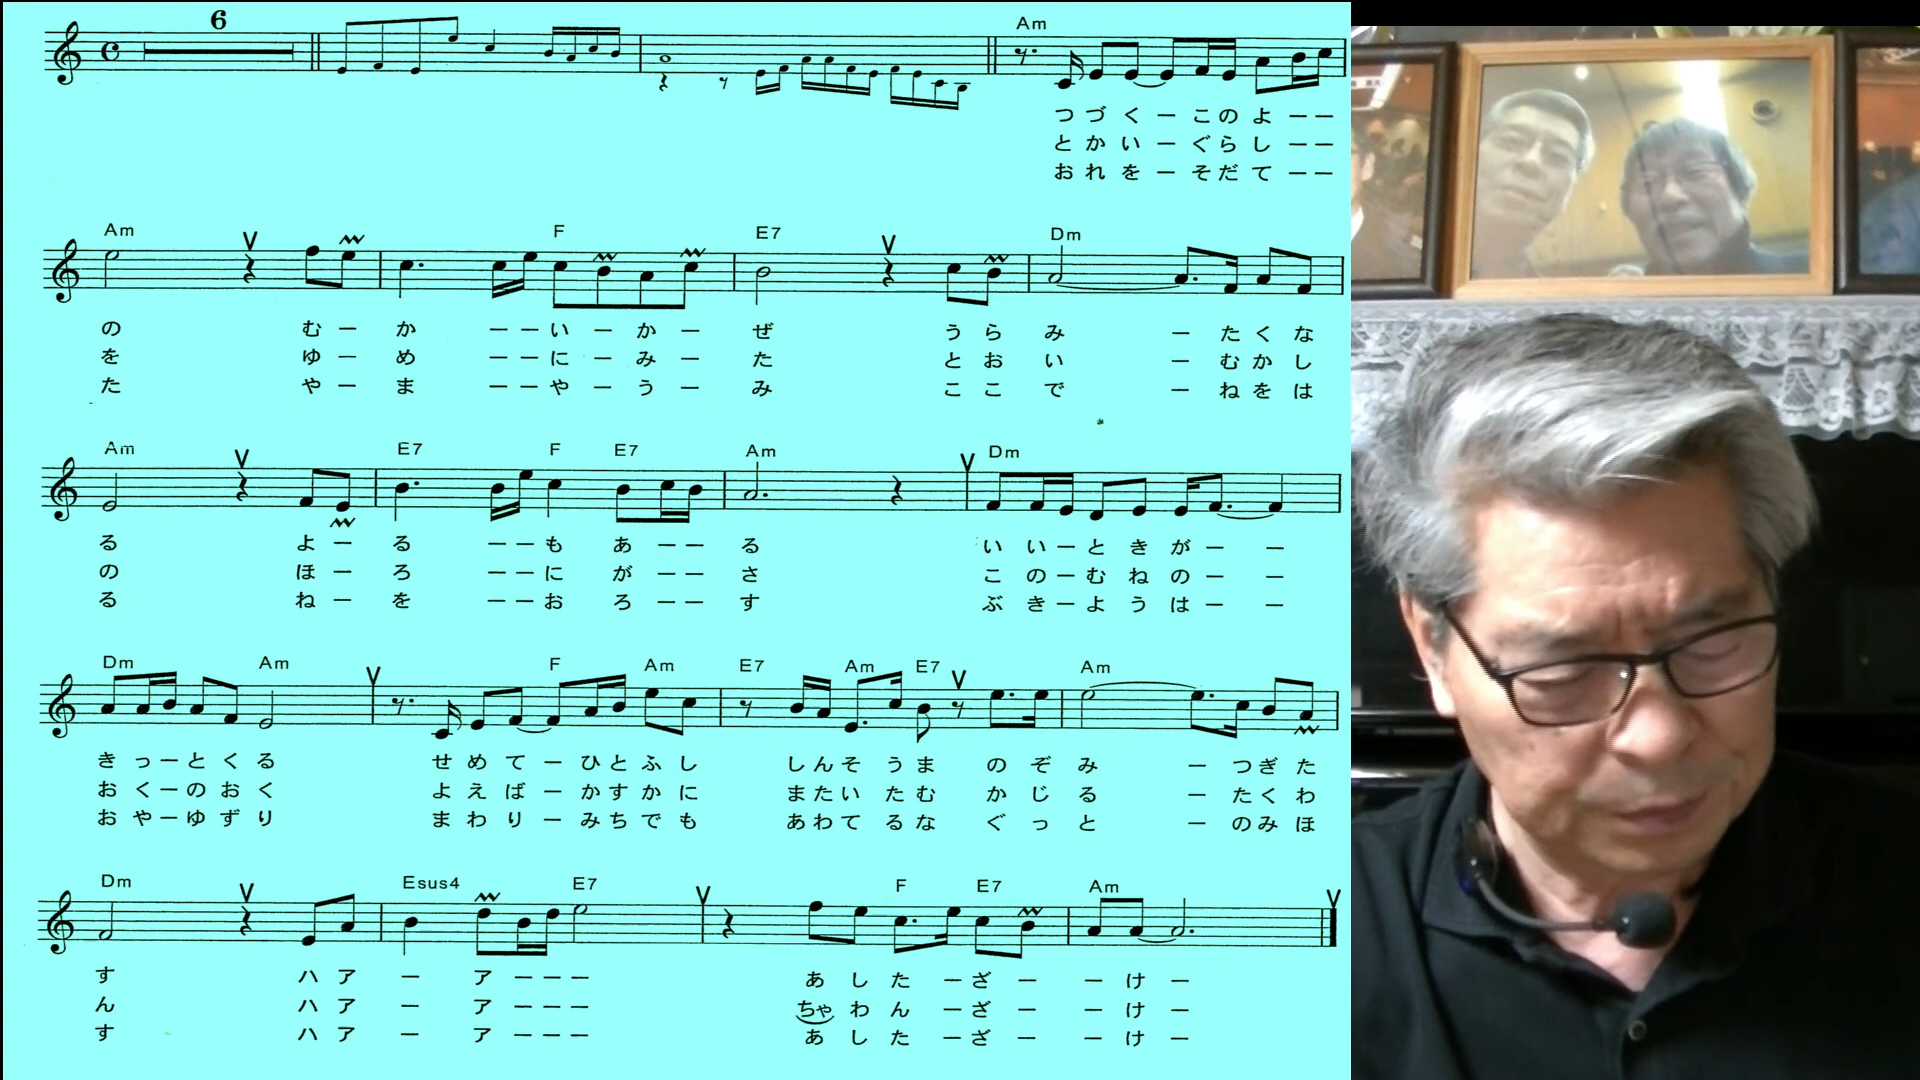 6
Am
つづくーこのよーー
とかいーぐらしーー
おれをーそだてーー
Am F E7 Dm
のむーかーーいーかーぜうらみーたくな
をゆーめーーにーみーたとおいーむかし
たやーまーーやーうーみここでーねをは
Am E7 F E7 Am Dm
るよーるーーもあーーるいいーときがーー
のほーろーーにがーーさこのーむねのーー
るねーをーーおろーーすぶきーようはーー
Dm Am F Am E7 Am E7 Am
きっーとくるせめてーひとふししんそうまのぞみーつぎた
おくーのおくよえばーかすかにまたいたむかじるーたくわ
おやーゆずりまわりーみちでもあわてるなぐっとーのみほ
Dm Esus4 E7 F E7 Am
すハアーアーーーあしたーざーーけー
んハアーアーーーちゃわんーざーーけー
すハアーアーーーあしたーざーーけー